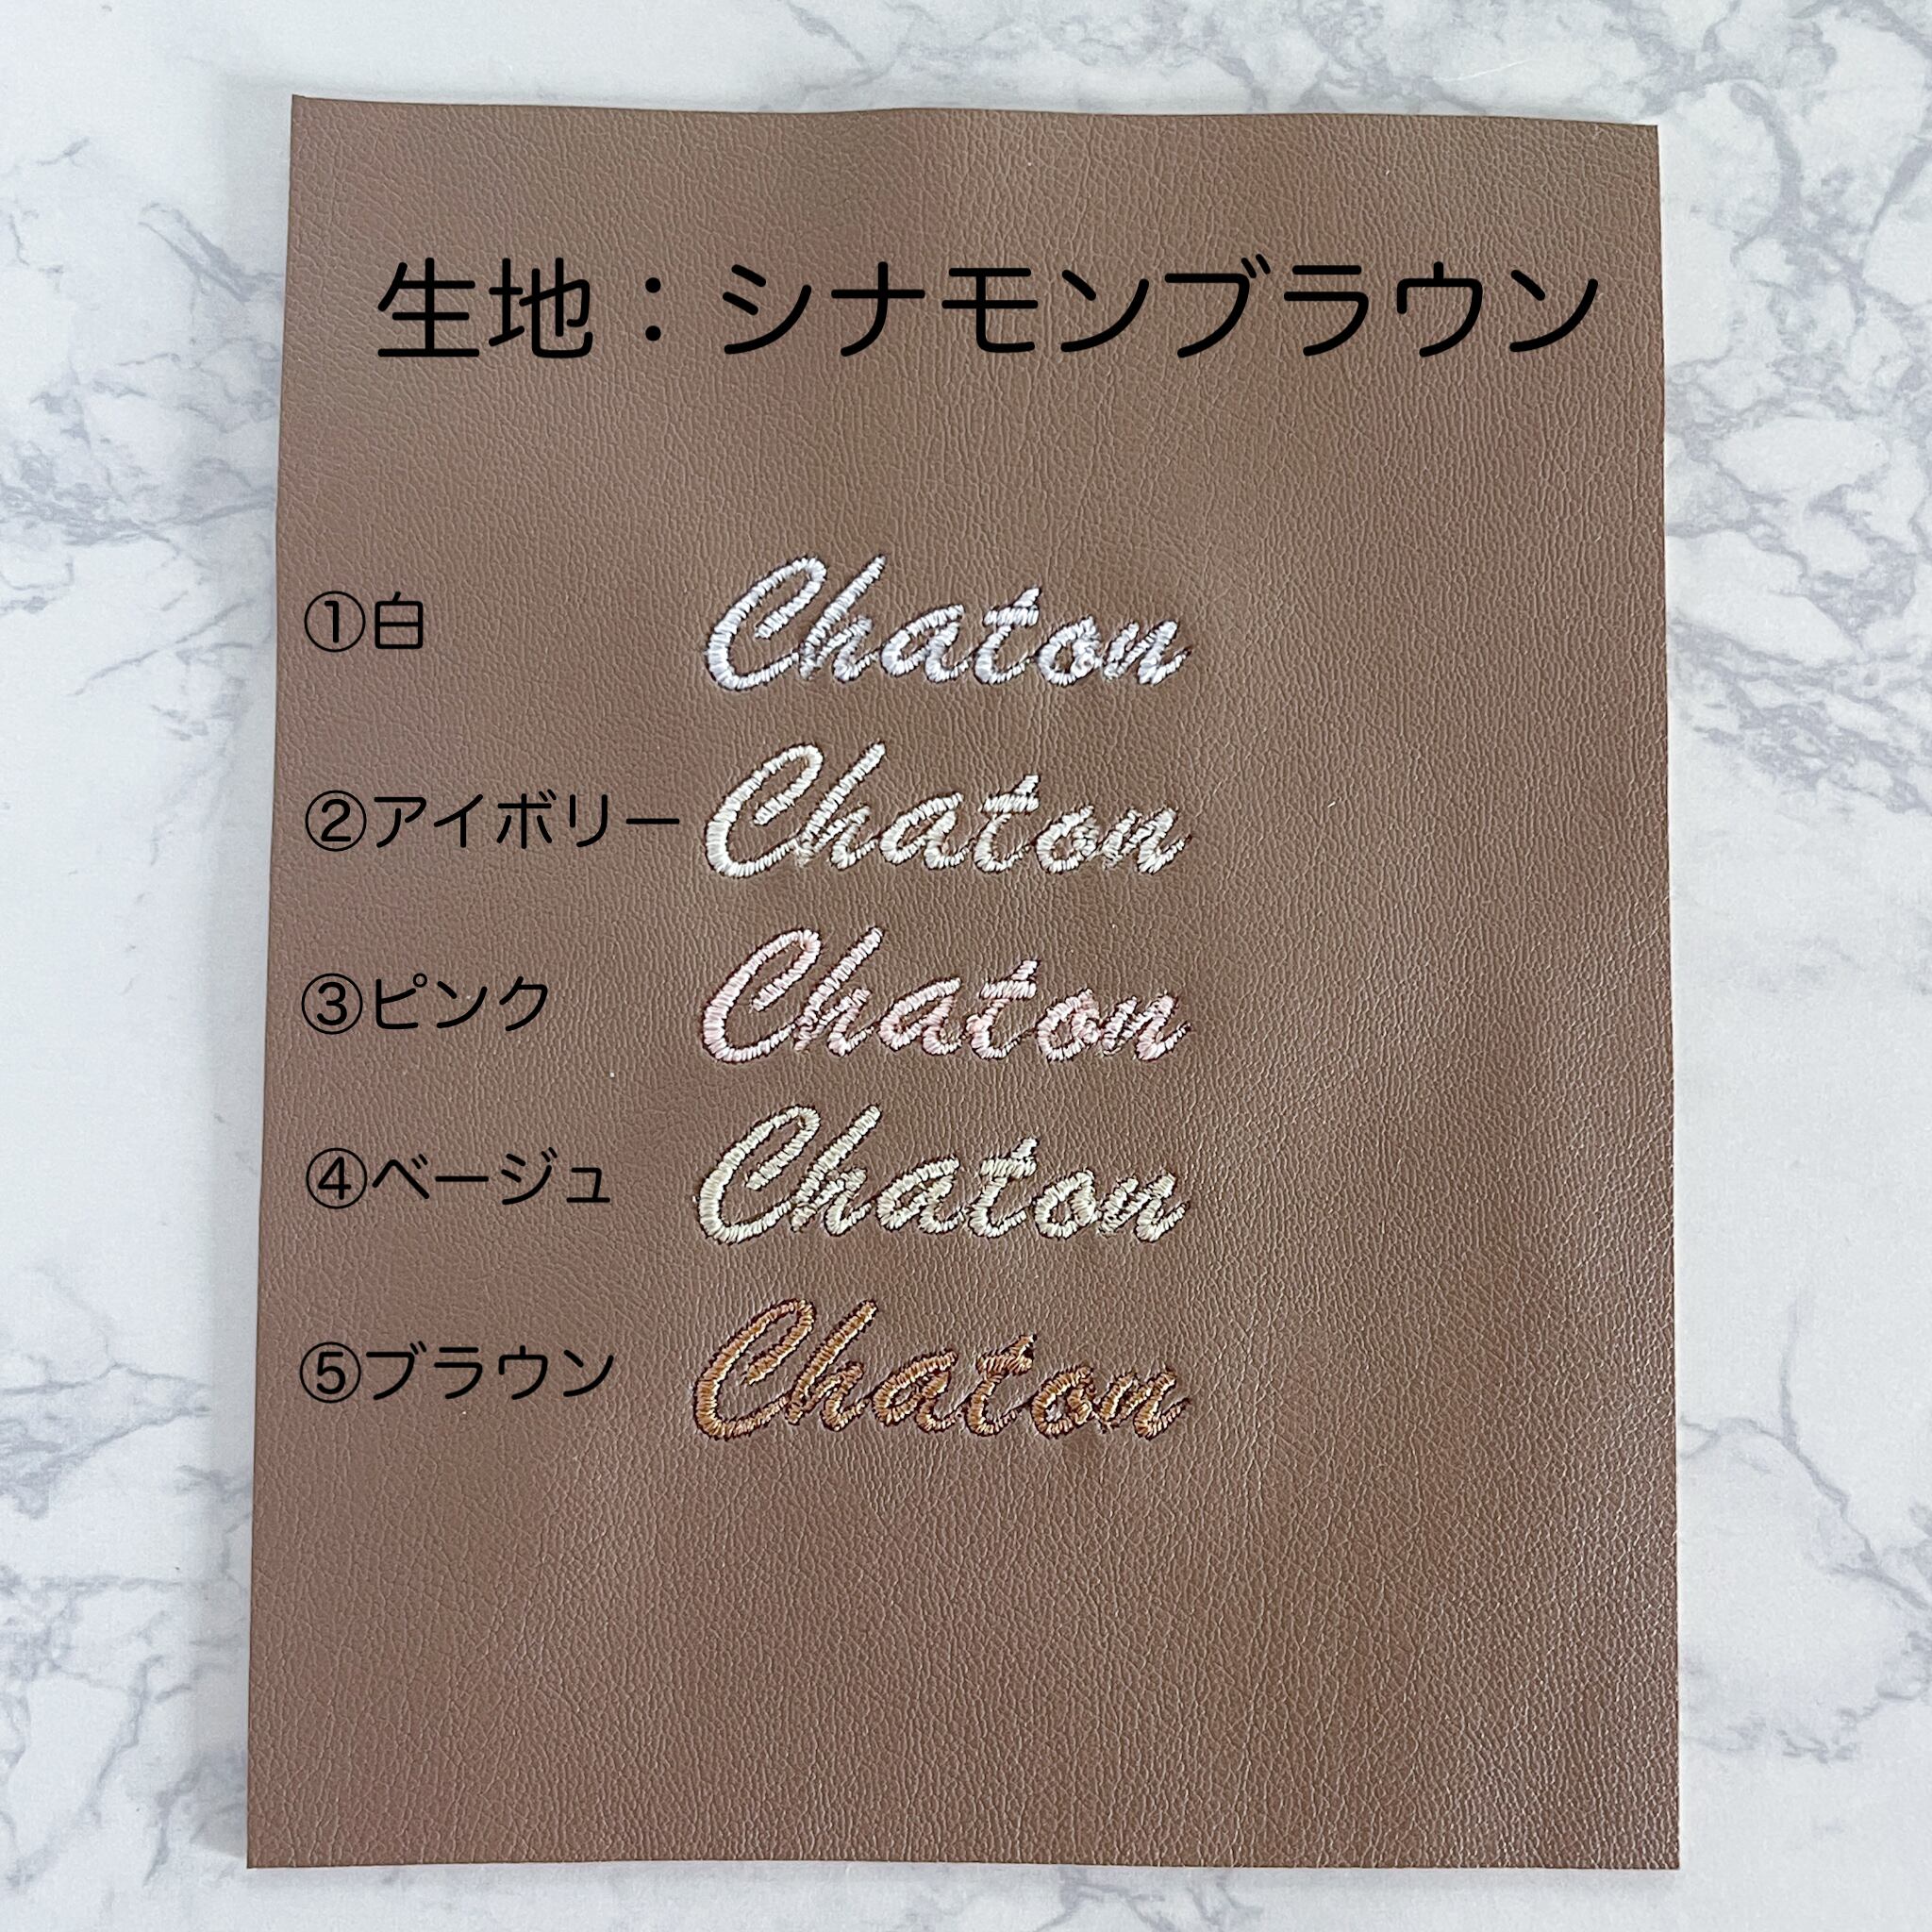 生地：シナモンブラウン
①白 Chaton
②アイボリー Chaton
③ピンク Chaton
④ベージュ Chaton
⑤ブラウン Chaton